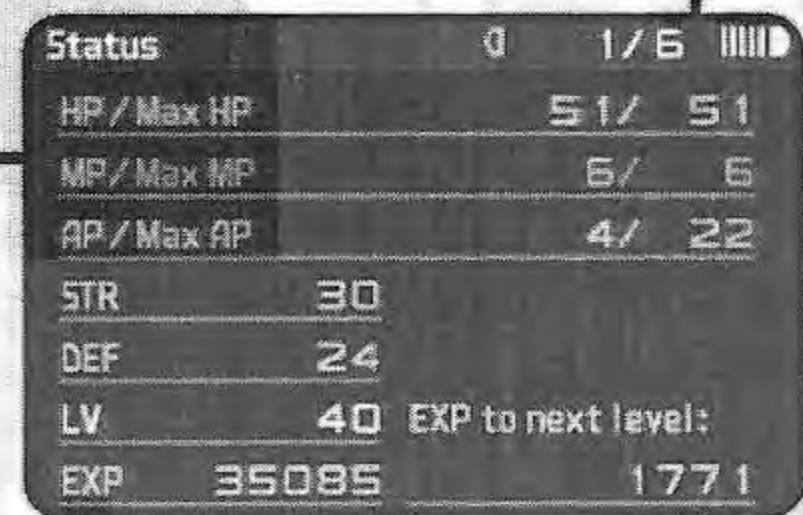 Status 1/6
HP/Max HP 51/ 51
MP/Max MP 6/ 6
AP/Max AP 4/ 22
STR 30
DEF 24
LV 40 EXP to next level:
EXP 35085 1771